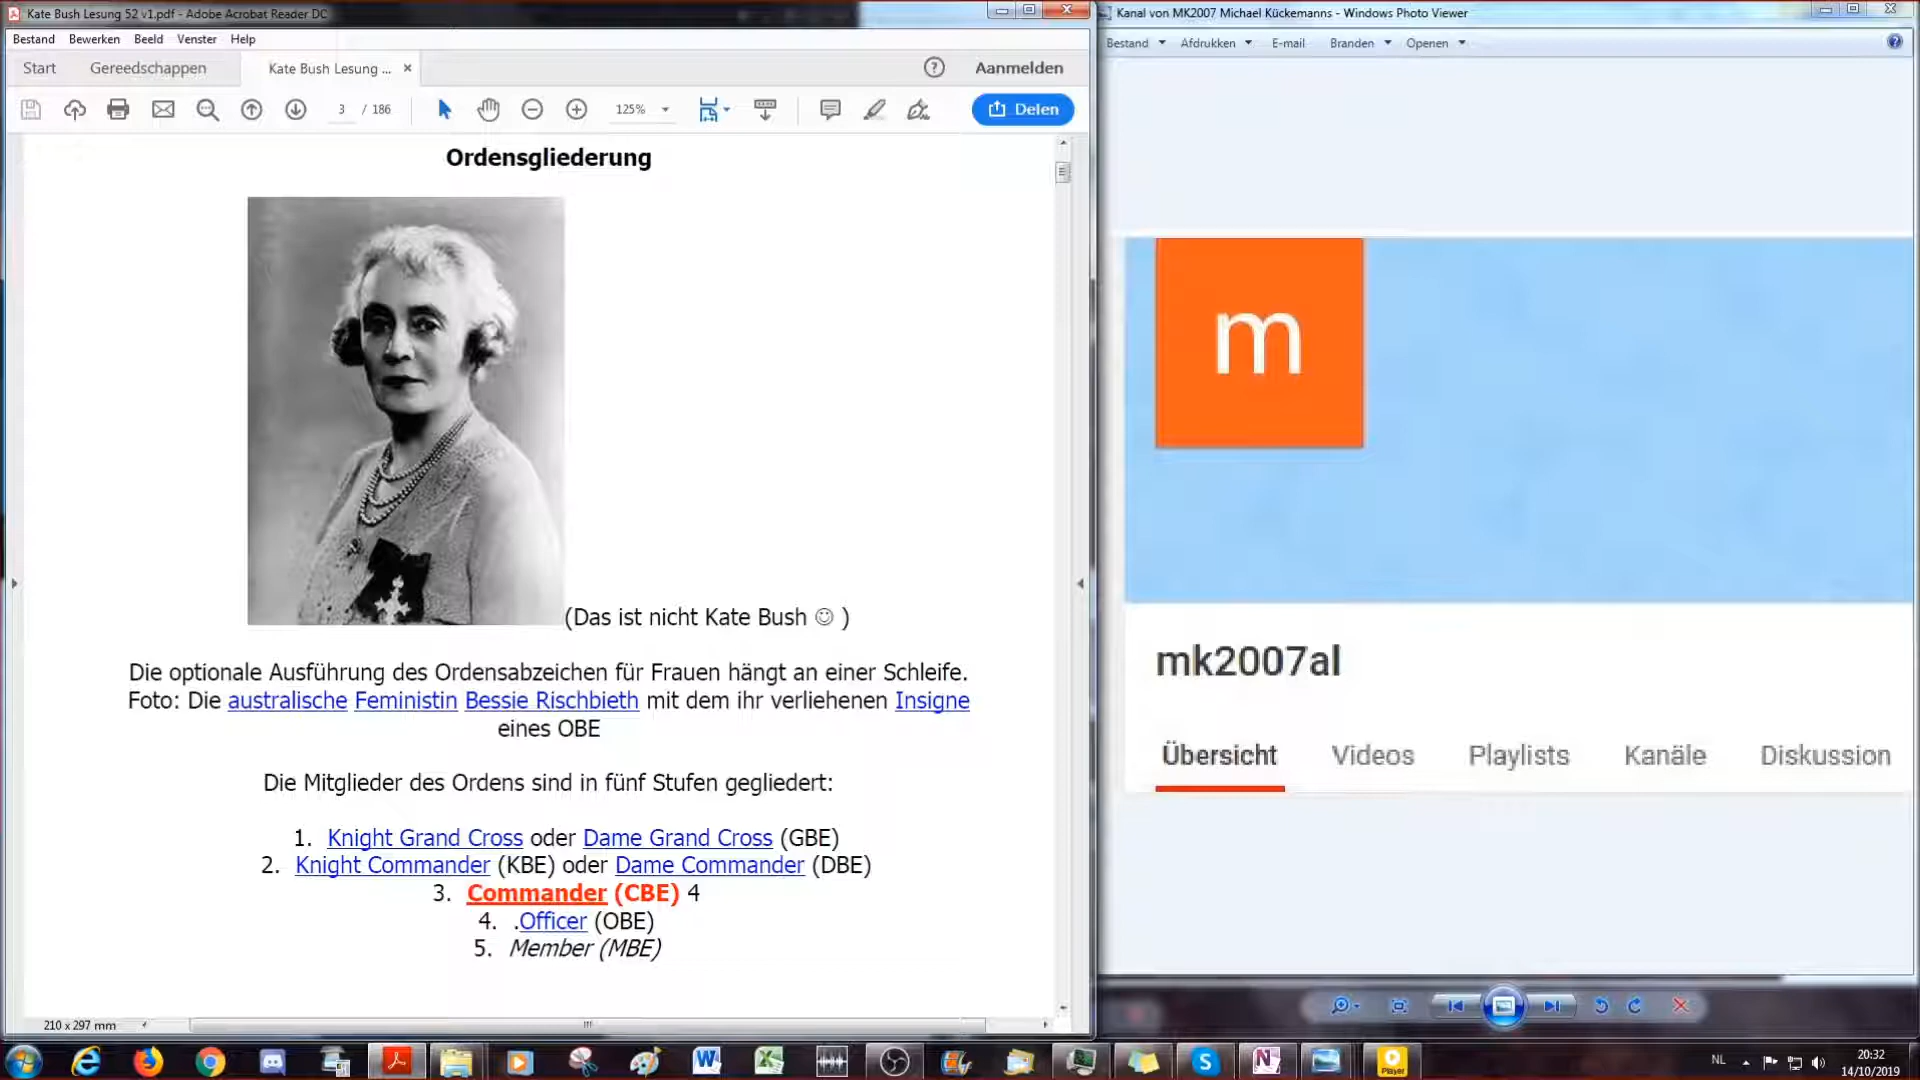 Kate Bush Lesung 52 v1.pdf - Adobe Acrobat Reader DC
Bestand Bewerken Beeld Venster Help
Start Gereedschappen Kate Bush Lesung ... × Aanmelden
3 / 186 125% Delen
Ordensgliederung
(Das ist nicht Kate Bush ☺ )
Die optionale Ausführung des Ordensabzeichen für Frauen hängt an einer Schleife.
Foto: Die australische Feministin Bessie Rischbieth mit dem ihr verliehenen Insigne
eines OBE
Die Mitglieder des Ordens sind in fünf Stufen gegliedert:
1. Knight Grand Cross oder Dame Grand Cross (GBE)
2. Knight Commander (KBE) oder Dame Commander (DBE)
3. Commander (CBE) 4
4. .Officer (OBE)
5. Member (MBE)
210 x 297 mm
Kanal von MK2007 Michael Kückemanns - Windows Photo Viewer
Bestand Afdrukken E-mail Branden Openen
m
mk2007al
Übersicht Videos Playlists Kanäle Diskussion
Player
NL
20:32
14/10/2019